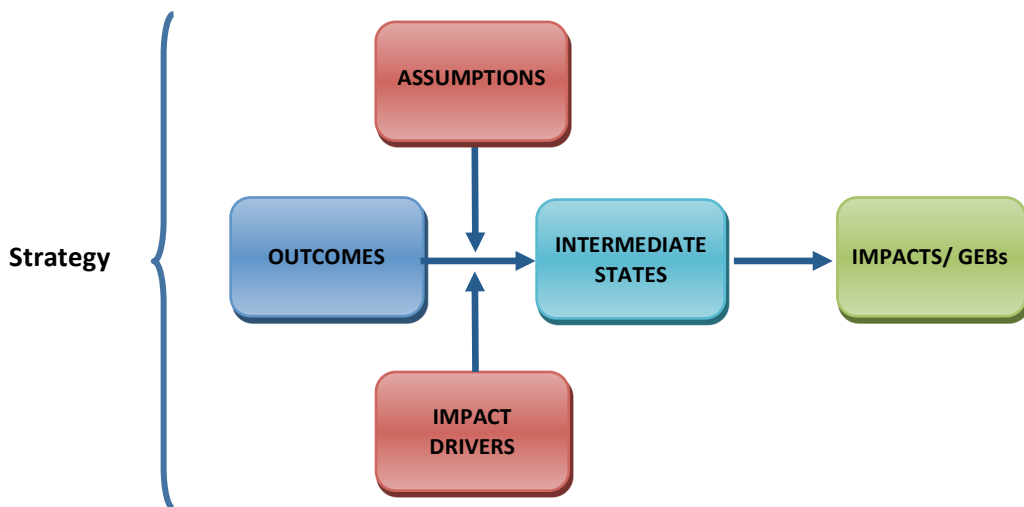 ASSUMPTIONS
Strategy
OUTCOMES
INTERMEDIATE
STATES
IMPACTS/ GEBs
IMPACT
DRIVERS